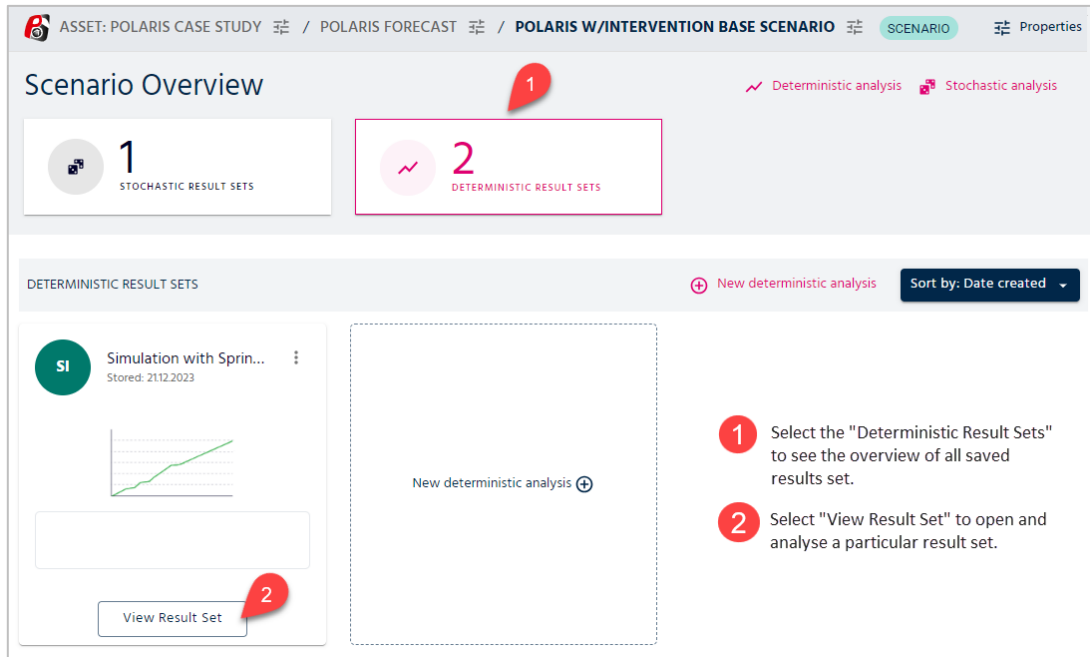 ASSET: POLARIS CASE STUDY / POLARIS FORECAST / POLARIS W/INTERVENTION BASE SCENARIO SCENARIO Properties
Scenario Overview
1
Deterministic analysis Stochastic analysis
1
STOCHASTIC RESULT SETS
2
DETERMINISTIC RESULT SETS
DETERMINISTIC RESULT SETS
New deterministic analysis
Sort by: Date created
SI
Simulation with Sprin...
Stored: 21.12.2023
New deterministic analysis
View Result Set
2
1 Select the "Deterministic Result Sets"
to see the overview of all saved
results set.
2 Select "View Result Set" to open and
analyse a particular result set.